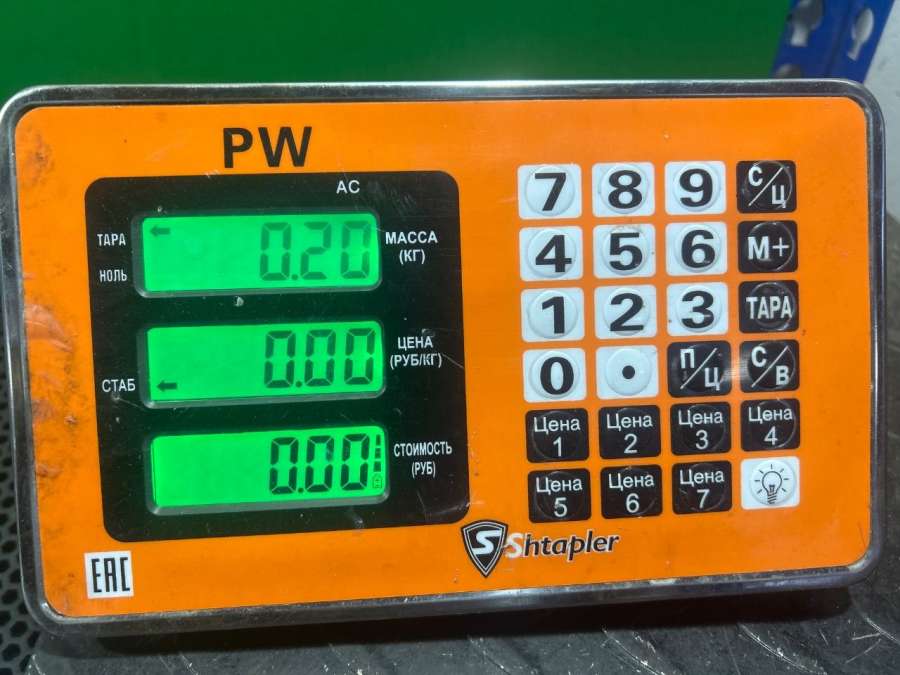 PW
AC
ТАРА
НОЛЬ
0.20
МАССА
(КГ)
СТАБ
0.00
ЦЕНА
(РУБ/КГ)
0.00
СТОИМОСТЬ
(РУБ)
7 8 9 С/Ц
4 5 6 М+
1 2 3 ТАРА
0 • П/Ц С/В
Цена 1
Цена 2
Цена 3
Цена 4
Цена 5
Цена 6
Цена 7
S Shtapler
EAC